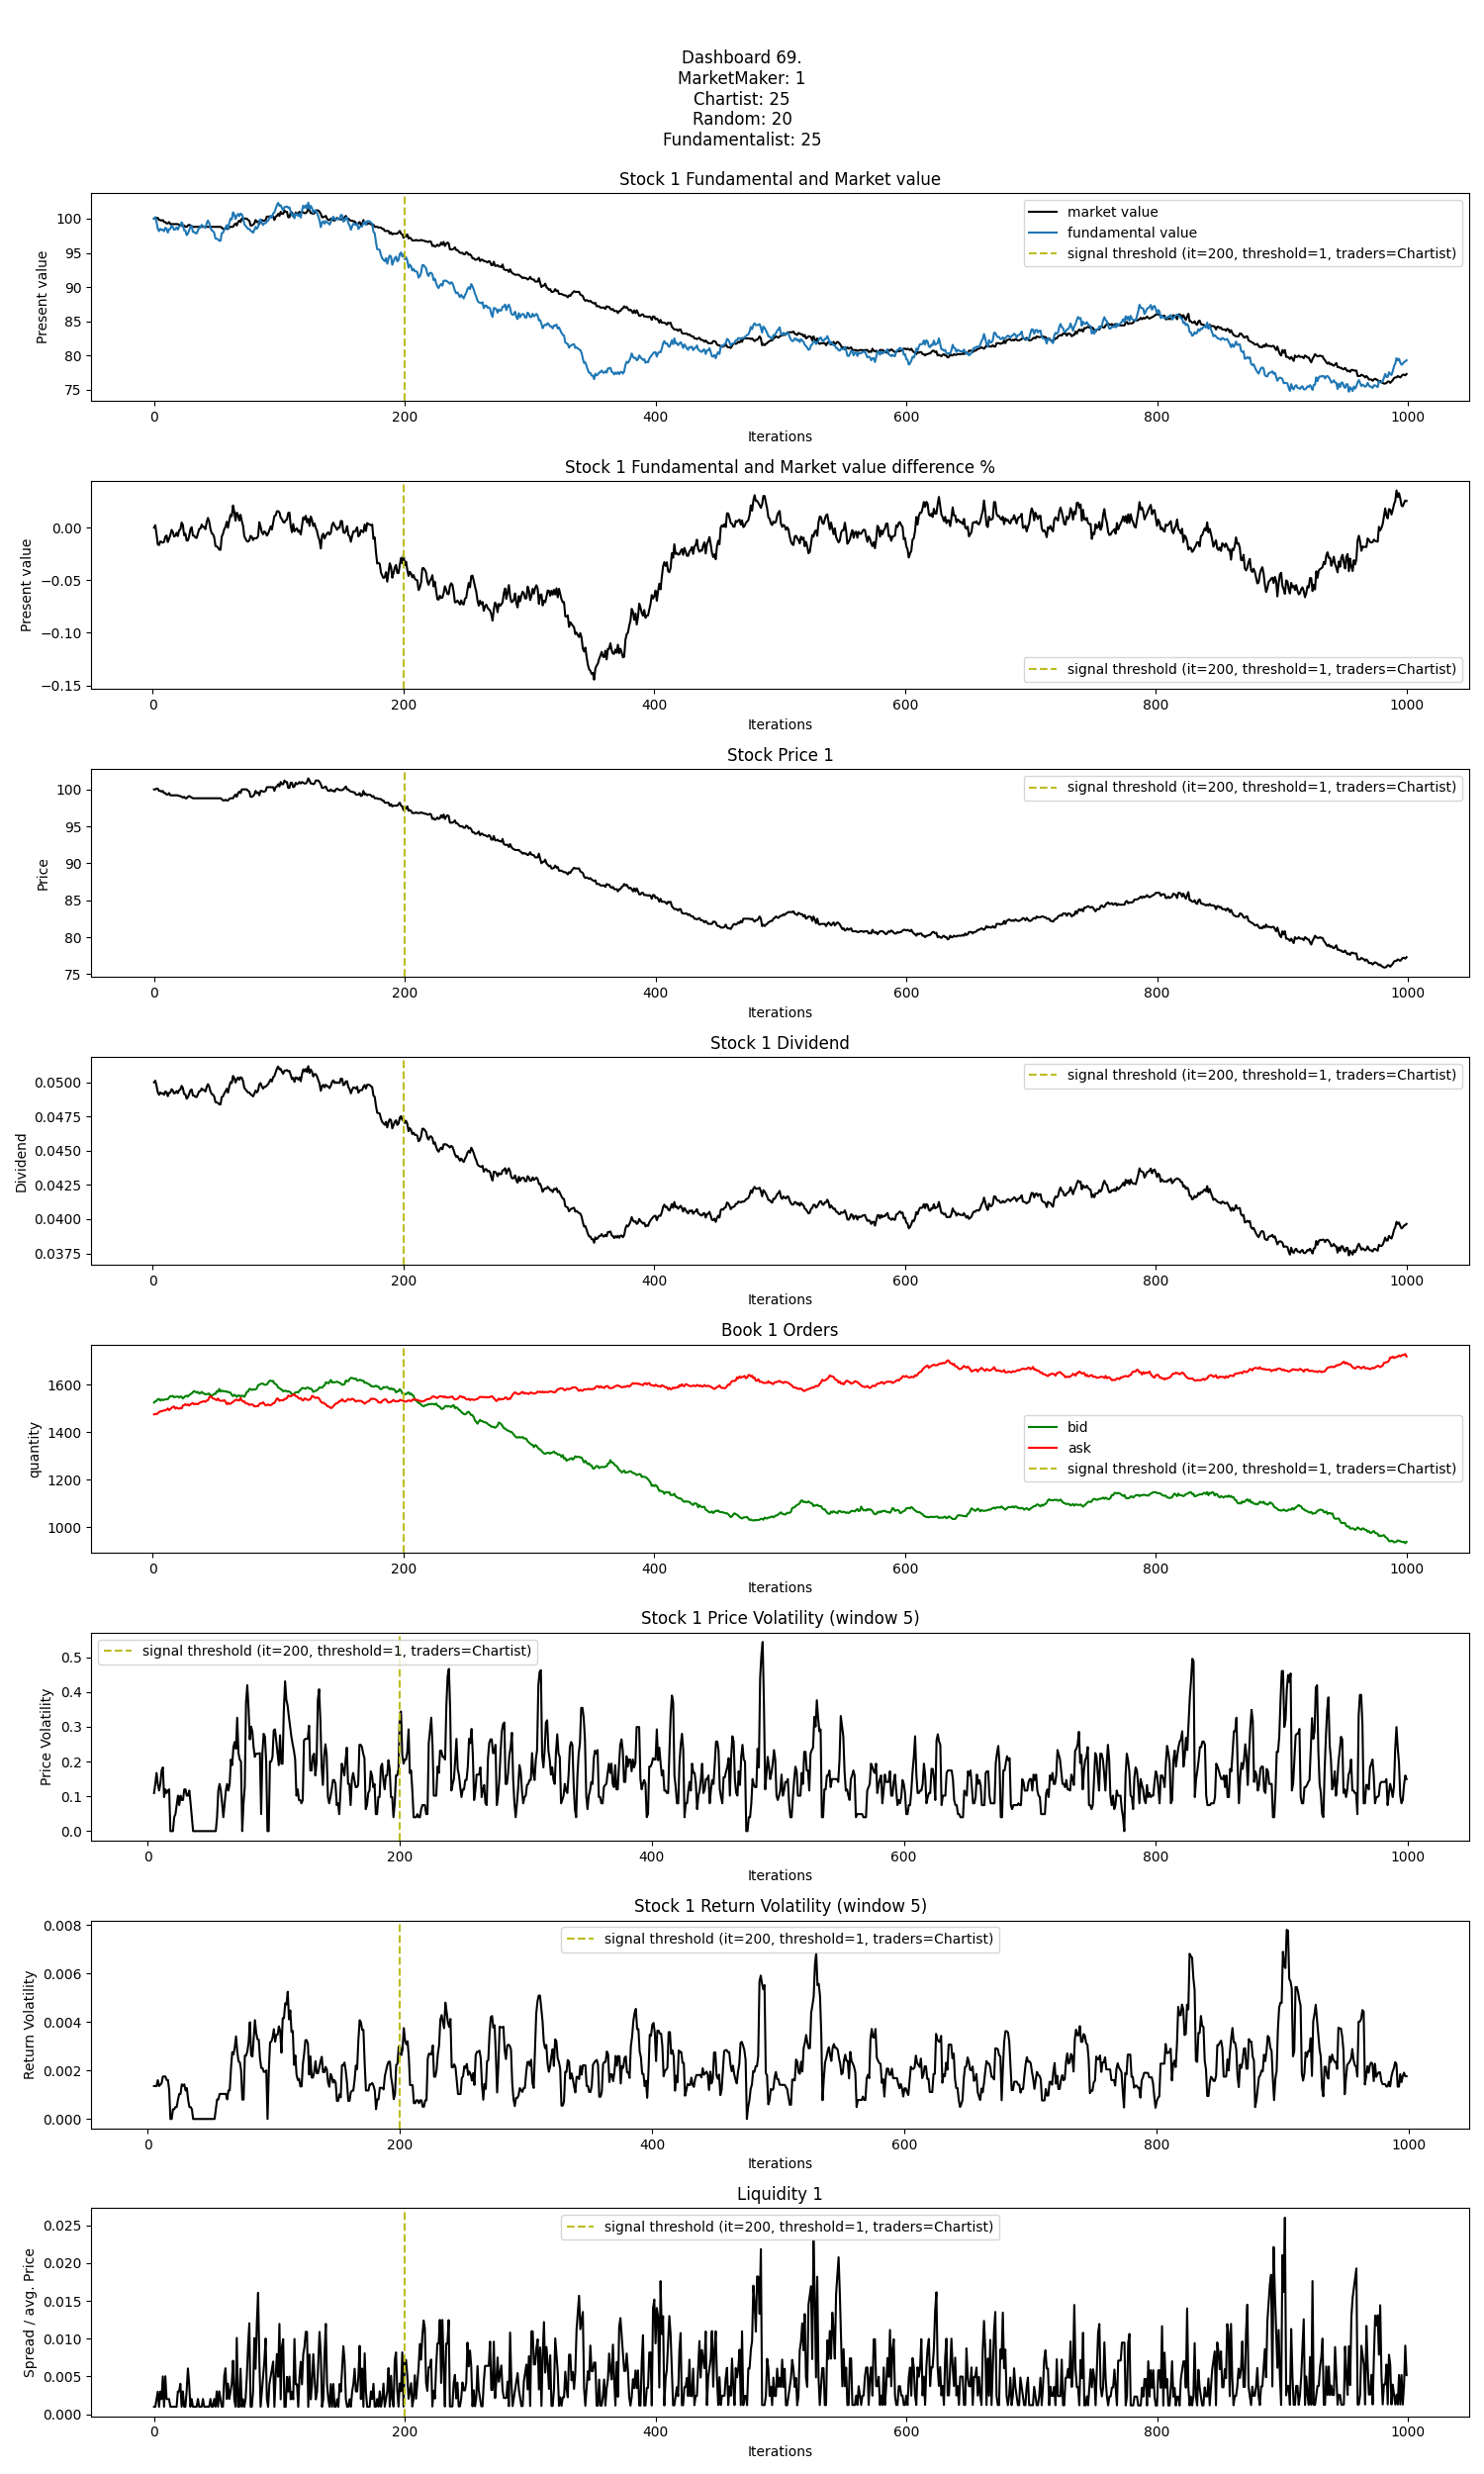 Dashboard 69.
MarketMaker: 1
Chartist: 25
Random: 20
Fundamentalist: 25
Stock 1 Fundamental and Market value
Present value
100
95
90
85
80
75
market value
fundamental value
signal threshold (it=200, threshold=1, traders=Chartist)
0 200 400 600 800 1000
Iterations
Stock 1 Fundamental and Market value difference %
Present value
0.00
−0.05
−0.10
−0.15
signal threshold (it=200, threshold=1, traders=Chartist)
0 200 400 600 800 1000
Iterations
Stock Price 1
Price
100
95
90
85
80
75
signal threshold (it=200, threshold=1, traders=Chartist)
0 200 400 600 800 1000
Iterations
Stock 1 Dividend
Dividend
0.0500
0.0475
0.0450
0.0425
0.0400
0.0375
signal threshold (it=200, threshold=1, traders=Chartist)
0 200 400 600 800 1000
Iterations
Book 1 Orders
quantity
1600
1400
1200
1000
bid
ask
signal threshold (it=200, threshold=1, traders=Chartist)
0 200 400 600 800 1000
Iterations
Stock 1 Price Volatility (window 5)
Price Volatility
0.5
0.4
0.3
0.2
0.1
0.0
signal threshold (it=200, threshold=1, traders=Chartist)
0 200 400 600 800 1000
Iterations
Stock 1 Return Volatility (window 5)
Return Volatility
0.008
0.006
0.004
0.002
0.000
signal threshold (it=200, threshold=1, traders=Chartist)
0 200 400 600 800 1000
Iterations
Liquidity 1
Spread / avg. Price
0.025
0.020
0.015
0.010
0.005
0.000
signal threshold (it=200, threshold=1, traders=Chartist)
0 200 400 600 800 1000
Iterations